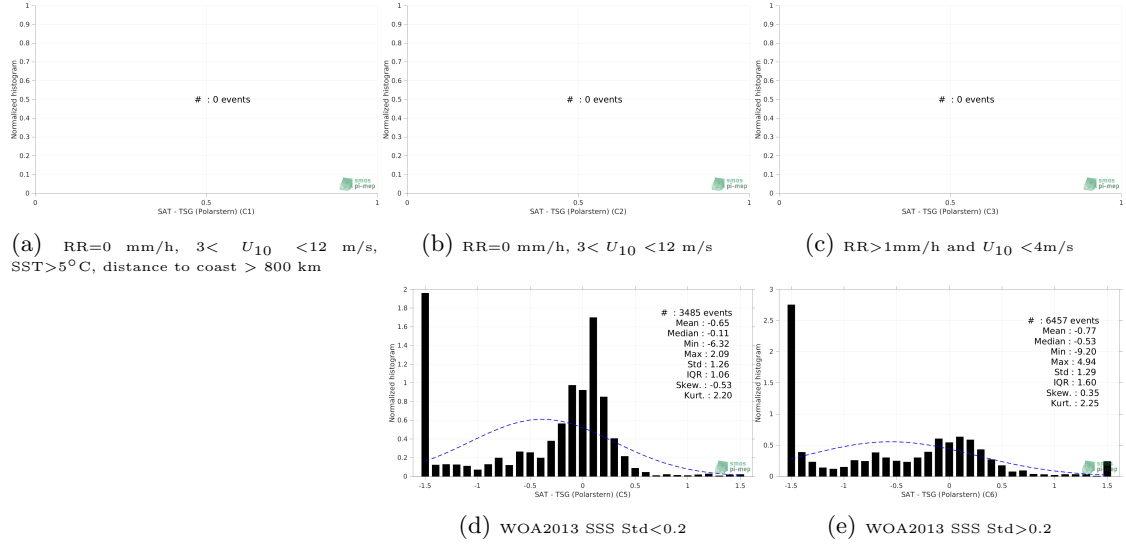 1
0.9
0.8
0.7
0.6
0.5
0.4
0.3
0.2
0.1
0
Normalized histogram
# : 0 events
smos
pi-mep
0 0.5 1
SAT - TSG (Polarstern) (C1)
1
0.9
0.8
0.7
0.6
0.5
0.4
0.3
0.2
0.1
0
Normalized histogram
# : 0 events
smos
pi-mep
0 0.5 1
SAT - TSG (Polarstern) (C2)
1
0.9
0.8
0.7
0.6
0.5
0.4
0.3
0.2
0.1
0
Normalized histogram
# : 0 events
smos
pi-mep
0 0.5 1
SAT - TSG (Polarstern) (C3)
(a) RR=0 mm/h, 3< U10 <12 m/s,
SST>5°C, distance to coast > 800 km
(b) RR=0 mm/h, 3< U10 <12 m/s
(c) RR>1mm/h and U10 <4m/s
2
1.8
1.6
1.4
1.2
1
0.8
0.6
0.4
0.2
0
Normalized histogram
# : 3485 events
Mean : -0.65
Median : -0.11
Min : -6.32
Max : 2.09
Std : 1.26
IQR : 1.06
Skew. : -0.53
Kurt. : 2.20
smos
pi-mep
-1.5 -1 -0.5 0 0.5 1 1.5
SAT - TSG (Polarstern) (C5)
3
2.5
2
1.5
1
0.5
0
Normalized histogram
# : 6457 events
Mean : -0.77
Median : -0.53
Min : -9.20
Max : 4.94
Std : 1.29
IQR : 1.60
Skew. : 0.35
Kurt. : 2.25
smos
pi-mep
-1.5 -1 -0.5 0 0.5 1 1.5
SAT - TSG (Polarstern) (C6)
(d) WOA2013 SSS Std<0.2
(e) WOA2013 SSS Std>0.2